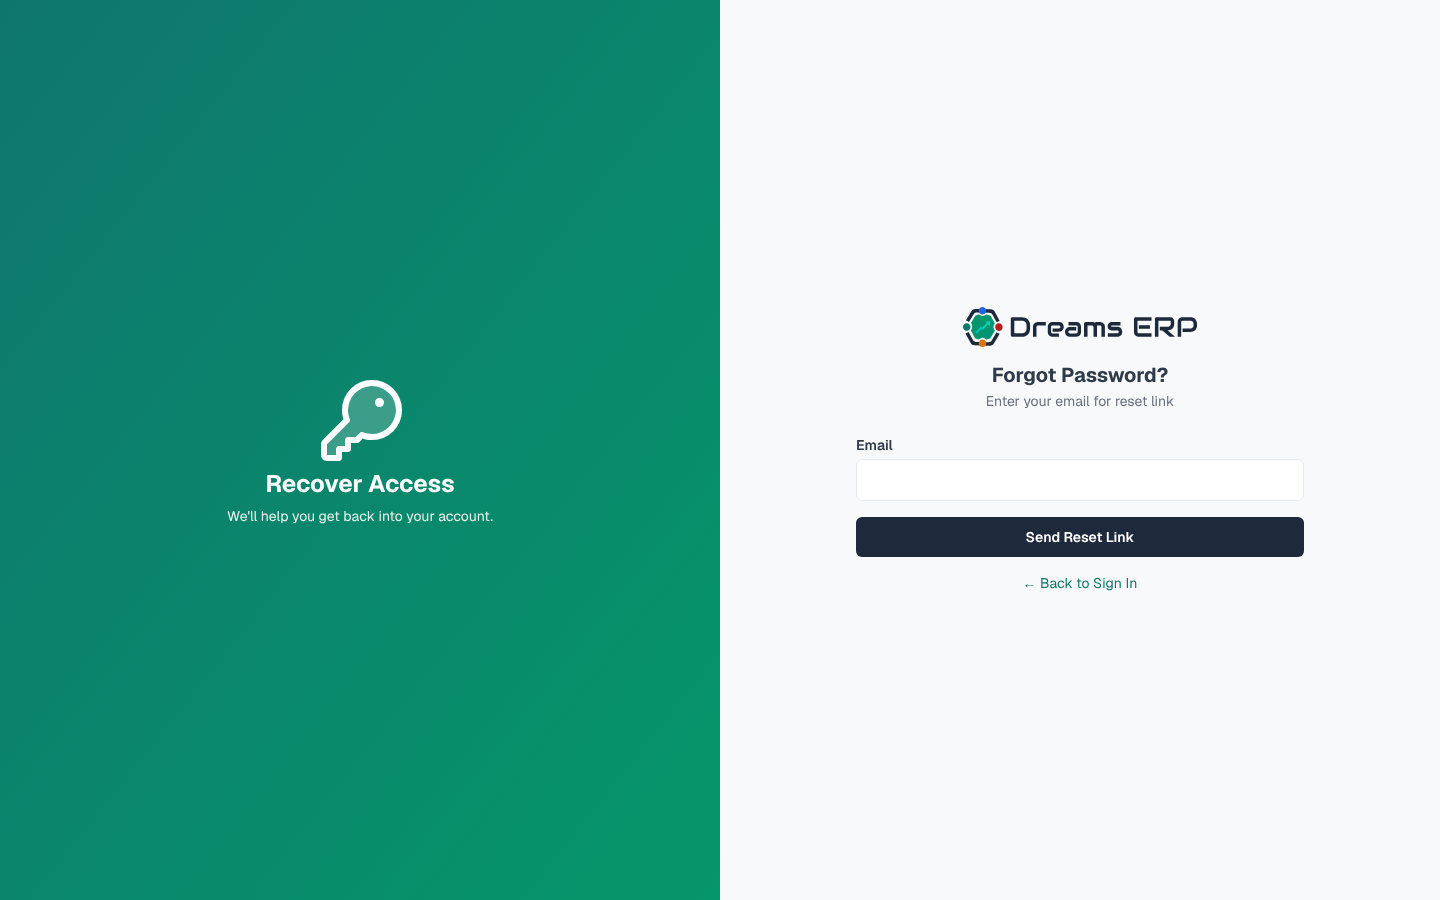 Recover Access
We'll help you get back into your account.
Dreams ERP
Forgot Password?
Enter your email for reset link
Email
Send Reset Link
← Back to Sign In